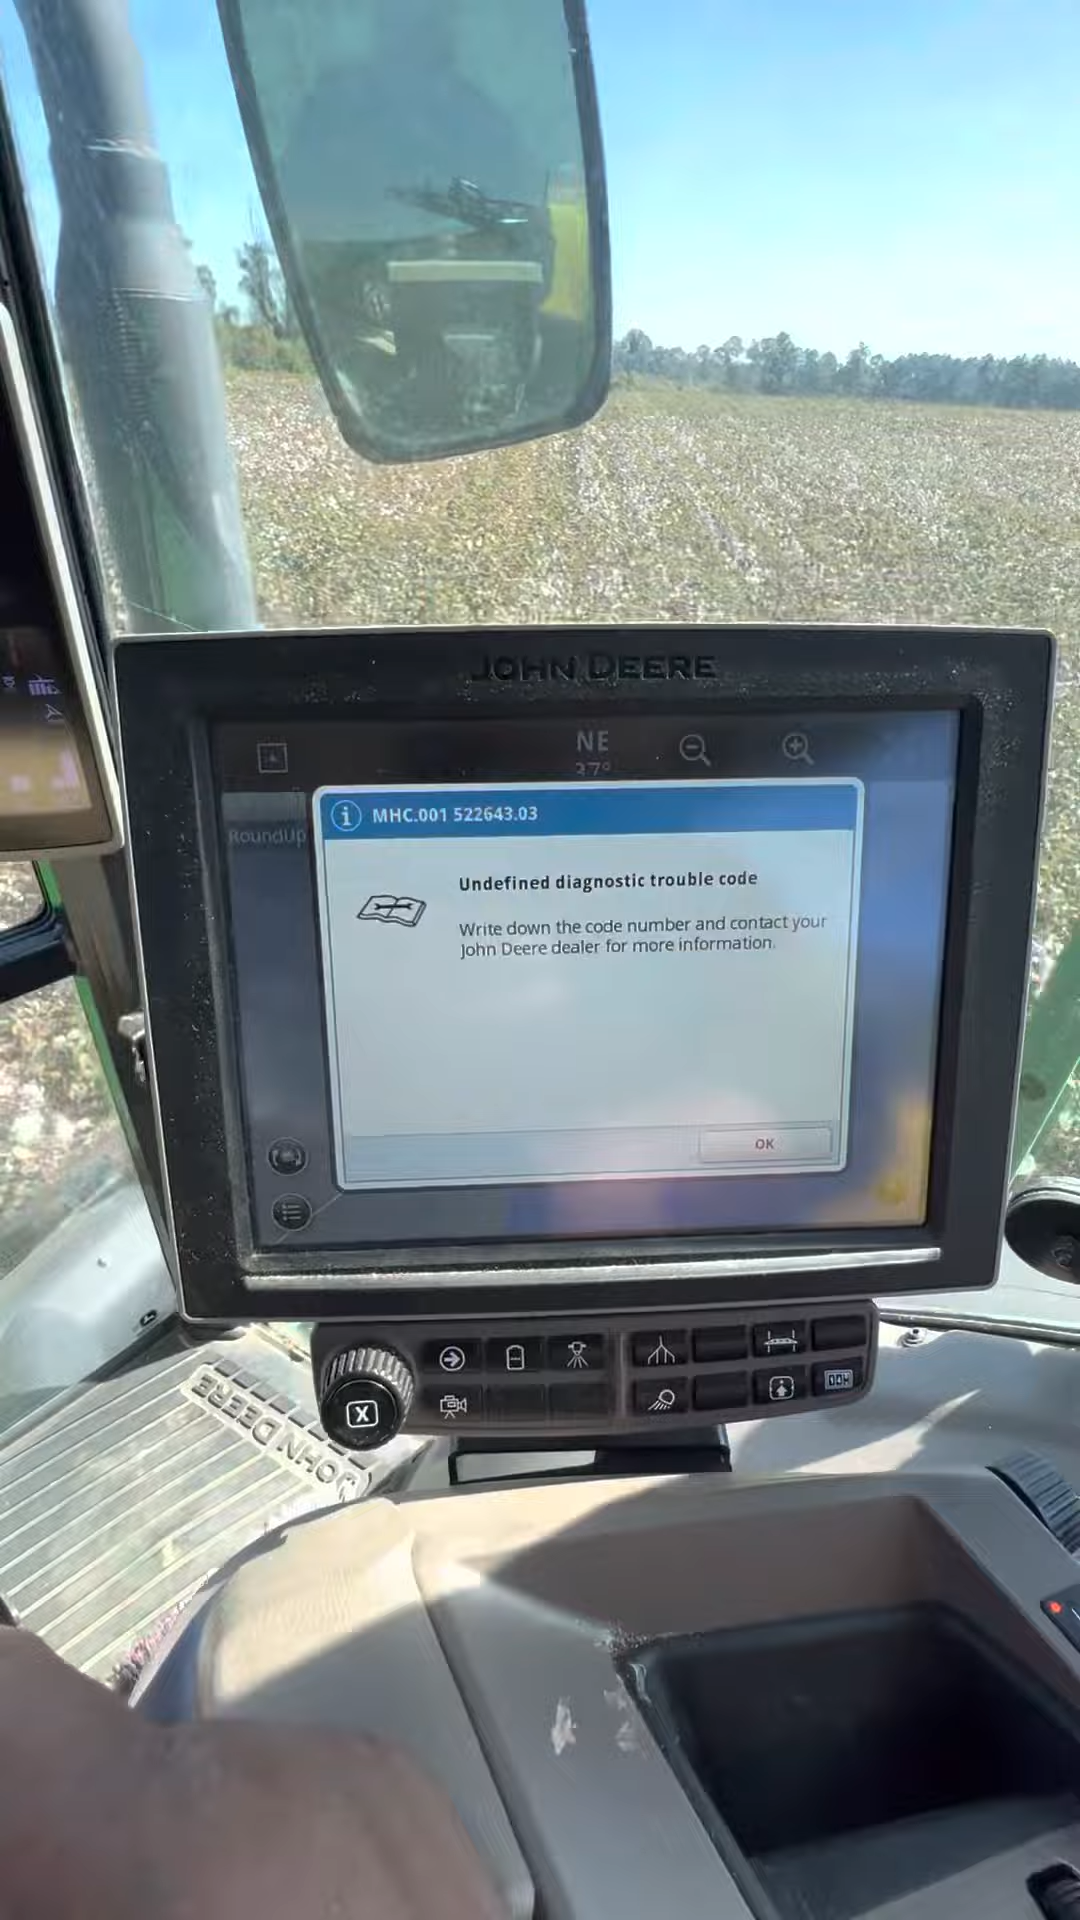 JOHN DEERE
NE
37°
RoundUp
MHC.001 522643.03
Undefined diagnostic trouble code
Write down the code number and contact your
John Deere dealer for more information.
OK
X
JOHN DEERE